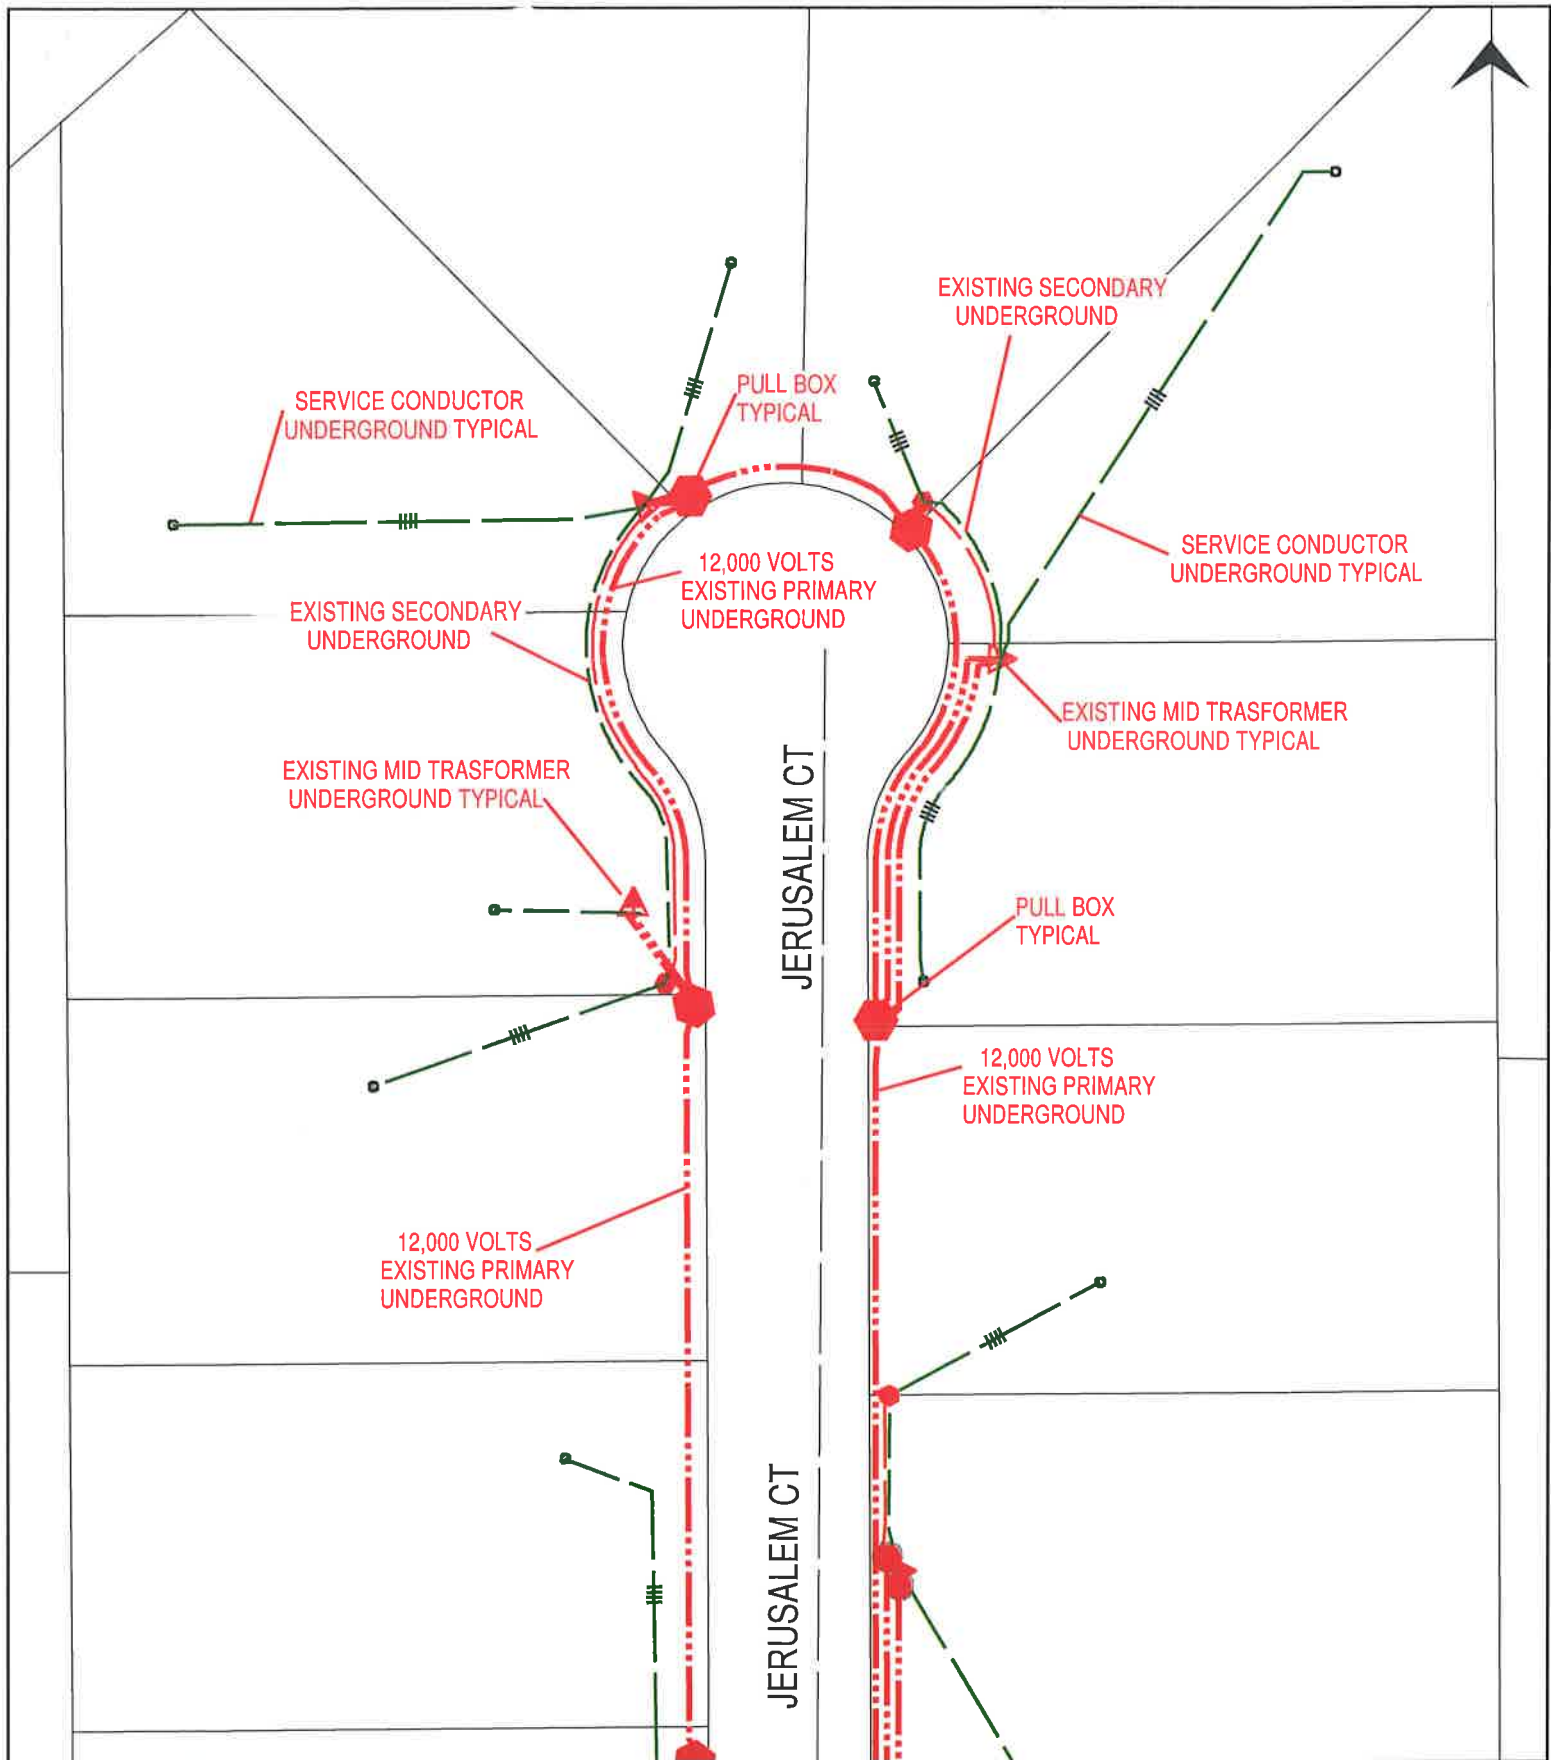 EXISTING SECONDARY
UNDERGROUND
PULL BOX
TYPICAL
SERVICE CONDUCTOR
UNDERGROUND TYPICAL
SERVICE CONDUCTOR
UNDERGROUND TYPICAL
12,000 VOLTS
EXISTING PRIMARY
UNDERGROUND
EXISTING SECONDARY
UNDERGROUND
EXISTING MID TRASFORMER
UNDERGROUND TYPICAL
EXISTING MID TRASFORMER
UNDERGROUND TYPICAL
JERUSALEM CT
PULL BOX
TYPICAL
12,000 VOLTS
EXISTING PRIMARY
UNDERGROUND
12,000 VOLTS
EXISTING PRIMARY
UNDERGROUND
JERUSALEM CT